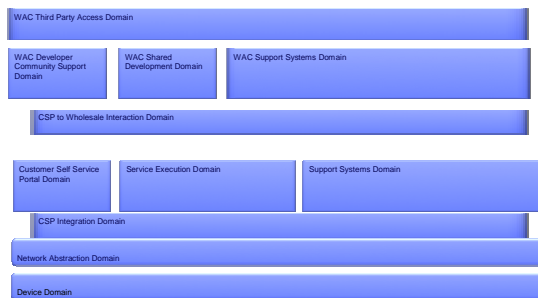 WAC Third Party Access Domain
WAC Developer
Community Support
Domain
WAC Shared
Development Domain
WAC Support Systems Domain
CSP to Wholesale Interaction Domain
Customer Self Service
Portal Domain
Service Execution Domain
Support Systems Domain
CSP Integration Domain
Network Abstraction Domain
Device Domain